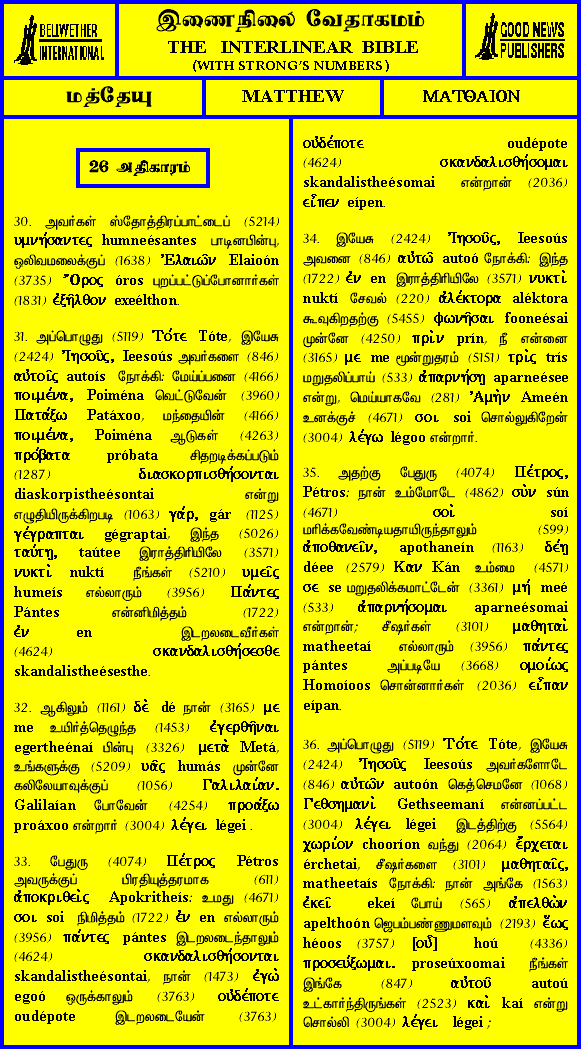 BELLWETHER
INTERNATIONAL
இணைநிலை வேதாகமம்
THE INTERLINEAR BIBLE
(WITH STRONG'S NUMBERS)
GOOD NEWS
PUBLISHERS
மத்தேயு
MATTHEW
ΜΑΤΘΑΙΟΝ
26 அதிகாரம்
30. அவர்கள் ஸ்தோத்திரப்பாட்டைப் (5214)
υμνήσαντες humneésantes பாடினபின்பு,
ஒலிவமலைக்குப் (1638) Ἐλαιῶν Elaioón
(3735) Ὄρος óros புறப்பட்டுப்போனார்கள்
(1831) ἐξῆλθον exeélthon.
31. அப்பொழுது (5119) Τότε Tóte, இயேசு
(2424) Ἰησοῦς, Ieesoús அவர்களை (846)
αὐτοῖς autoís நோக்கி: மேய்ப்பனை (4166)
ποιμένα, Poiména வெட்டுவேன் (3960)
Πατάξω Patáxoo, மந்தையின் (4166)
ποιμένα, Poiména ஆடுகள் (4263)
πρόβατα próbata சிதறடிக்கப்படும்
(1287) διασκορπισθήσονται
diaskorpistheésontai என்று
எழுதியிருக்கிறபடி (1063) γάρ, gár (1125)
γέγραπται gégraptai, இந்த (5026)
ταύτῃ, taútee இராத்திரியிலே (3571)
νυκτὶ nuktí நீங்கள் (5210) υμεῖς
humeís எல்லாரும் (3956) Πάντες
Pántes என்னிமித்தம் (1722)
ἐν en இடறலடைவீர்கள்
(4624) σκανδαλισθήσεσθε
skandalistheésesthe.
32. ஆகிலும் (1161) δὲ dé நான் (3165) με
me உயிர்த்தெழுந்த (1453) ἐγερθῆναι
egertheénaí பின்பு (3326) μετὰ Metá,
உங்களுக்கு (5209) υᾶς humás முன்னே
கலிலேயாவுக்குப் (1056) Γαλιλαίαν.
Galilaían போவேன் (4254) προάξω
proáxoo என்றார் (3004) λέγει légei .
33. பேதுரு (4074) Πέτρος Pétros
அவருக்குப் பிரதியுத்தரமாக (611)
ἀποκριθεὶς Apokritheís: உமது (4671)
σοι soi நிமித்தம் (1722) ἐν en எல்லாரும்
(3956) πάντες pántes இடறலடைந்தாலும்
(4624) σκανδαλισθήσονται
skandalistheésontai, நான் (1473) ἐγὼ
egoó ஒருக்காலும் (3763) οὐδέποτε
oudépote இடறலடையேன் (3763)
οὐδέποτε oudépote
(4624) σκανδαλισθήσομαι
skandalistheésomai என்றான் (2036)
εἶπεν eípen.
34. இயேசு (2424) Ἰησοῦς, Ieesoús
அவனை (846) αὐτῶ autoó நோக்கி: இந்த
(1722) ἐν en இராத்திரியிலே (3571) νυκτὶ
nuktí சேவல் (220) ἀλέκτορα aléktora
கூவுகிறதற்கு (5455) φωνῆσαι fooneésai
முன்னே (4250) πρὶν prín, நீ என்னை
(3165) με me மூன்றுதரம் (5151) τρὶς trís
மறுதலிப்பாய் (533) ἀπαρνήσῃ aparneésee
என்று, மெய்யாகவே (281) Ἀμὴν Ameén
உனக்குச் (4671) σοι soi சொல்லுகிறேன்
(3004) λέγω légoo என்றார்.
35. அதற்கு பேதுரு (4074) Πέτρος,
Pétros: நான் உம்மோடே (4862) σὺν sún
(4671) σοὶ soí
மரிக்கவேண்டியதாயிருந்தாலும் (599)
ἀποθανεῖν, apothaneín (1163) δέῃ
déee (2579) Καν Kán உம்மை (4571)
σε se மறுதலிக்கமாட்டேன் (3361) μή meé
(533) ἀπαρνήσομαι aparneésomai
என்றான்; சீஷர்கள் (3101) μαθηταὶ
matheetaí எல்லாரும் (3956) πάντες
pántes அப்படியே (3668) ομοίως
Homoíoos சொன்னார்கள் (2036) εἶπαν
eípan.
36. அப்பொழுது (5119) Τότε Tóte, இயேசு
(2424) Ἰησοῦς Ieesoús அவர்களோடே
(846) αὐτῶν autoón கெத்செமனே (1068)
Γεθσημανὶ Gethseemaní என்னப்பட்ட
(3004) λέγει légei இடத்திற்கு (5564)
χωρίον chooríon வந்து (2064) ἔρχεται
érchetai, சீஷர்களை (3101) μαθηταῖς,
matheetaís நோக்கி: நான் அங்கே (1563)
ἐκεῖ ekeí போய் (565) ἀπελθὼν
apelthoón ஜெபம்பண்ணுமளவும் (2193) ἕως
héoos (3757) [οὗ] hoú (4336)
προσεύξωμαι. proseúxoomai நீங்கள்
இங்கே (847) αὐτοῦ autoú
உட்கார்ந்திருங்கள் (2523) καὶ kaí என்று
சொல்லி (3004) λέγει légei ;